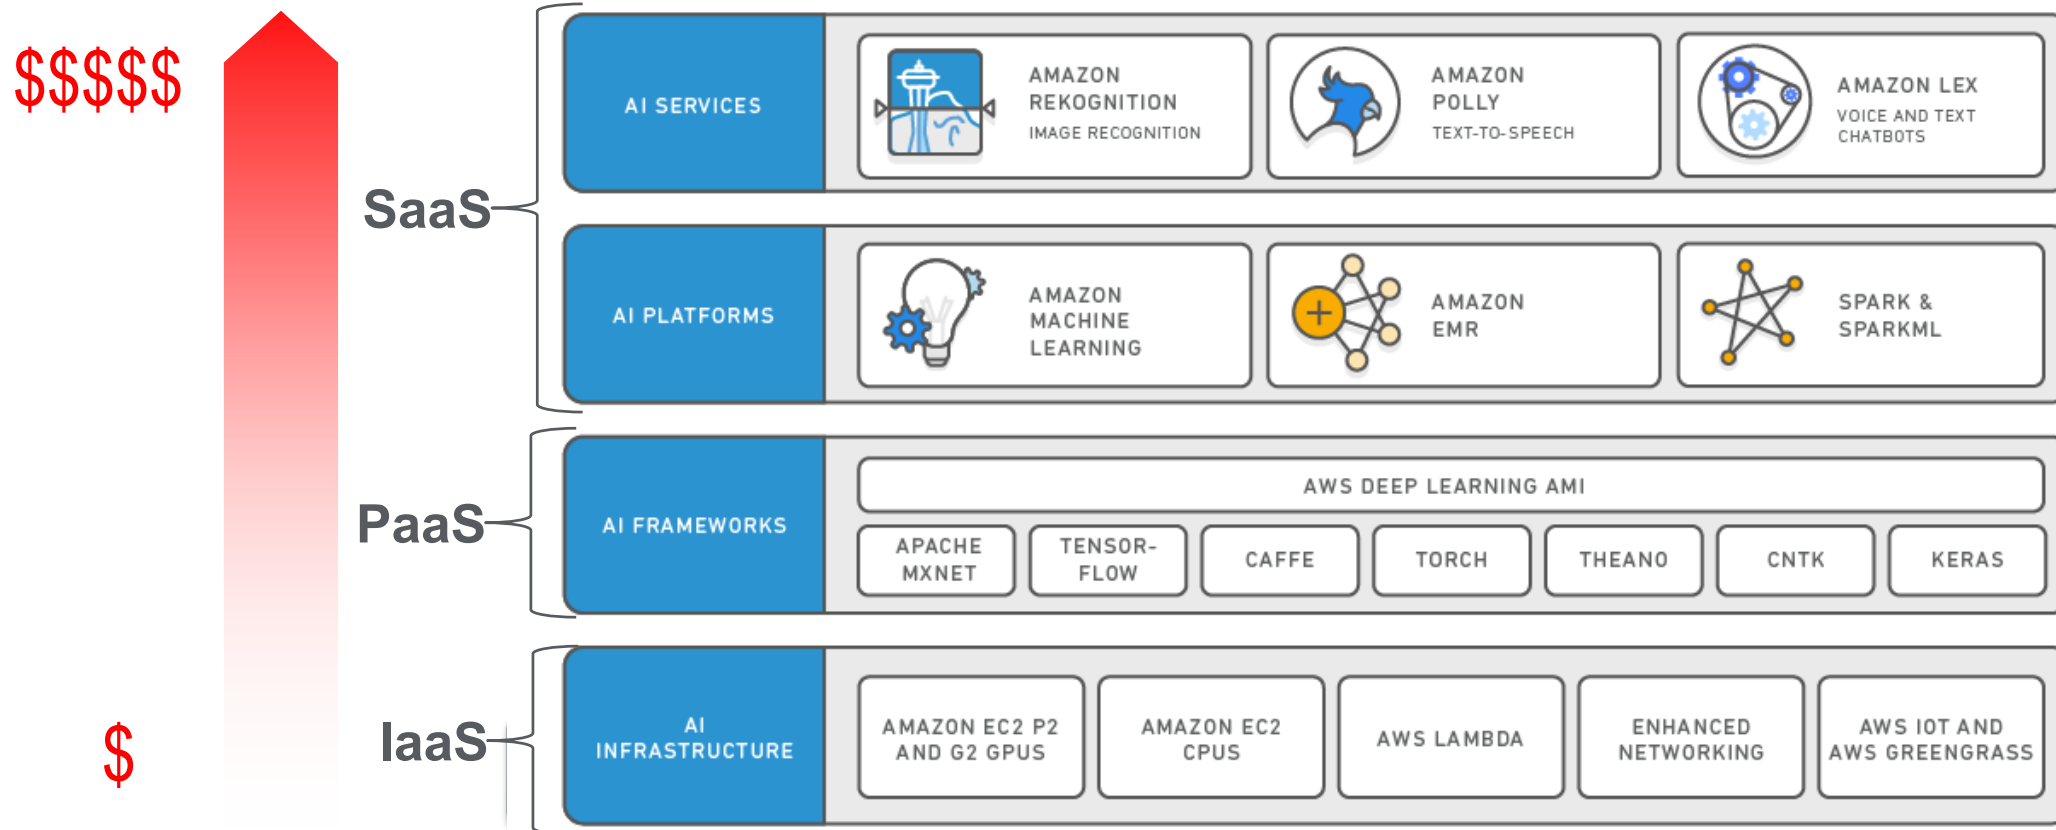 $$$$$
SaaS
AI SERVICES
AMAZON
REKOGNITION
IMAGE RECOGNITION
AMAZON
POLLY
TEXT-TO-SPEECH
AMAZON LEX
VOICE AND TEXT
CHATBOTS
AI PLATFORMS
AMAZON
MACHINE
LEARNING
AMAZON
EMR
SPARK &
SPARKML
PaaS
AI FRAMEWORKS
AWS DEEP LEARNING AMI
APACHE
MXNET
TENSOR-
FLOW
CAFFE
TORCH
THEANO
CNTK
KERAS
$
IaaS
AI
INFRASTRUCTURE
AMAZON EC2 P2
AND G2 GPUS
AMAZON EC2
CPUS
AWS LAMBDA
ENHANCED
NETWORKING
AWS IOT AND
AWS GREENGRASS